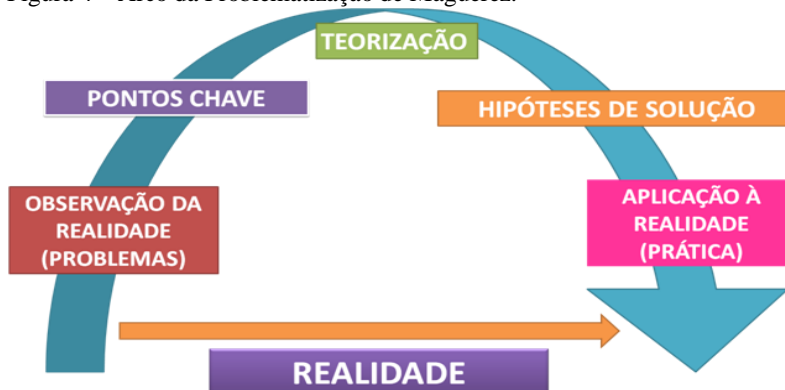 TEORIZAÇÃO
PONTOS CHAVE
HIPÓTESES DE SOLUÇÃO
OBSERVAÇÃO DA
REALIDADE
(PROBLEMAS)
APLICAÇÃO À
REALIDADE
(PRÁTICA)
REALIDADE